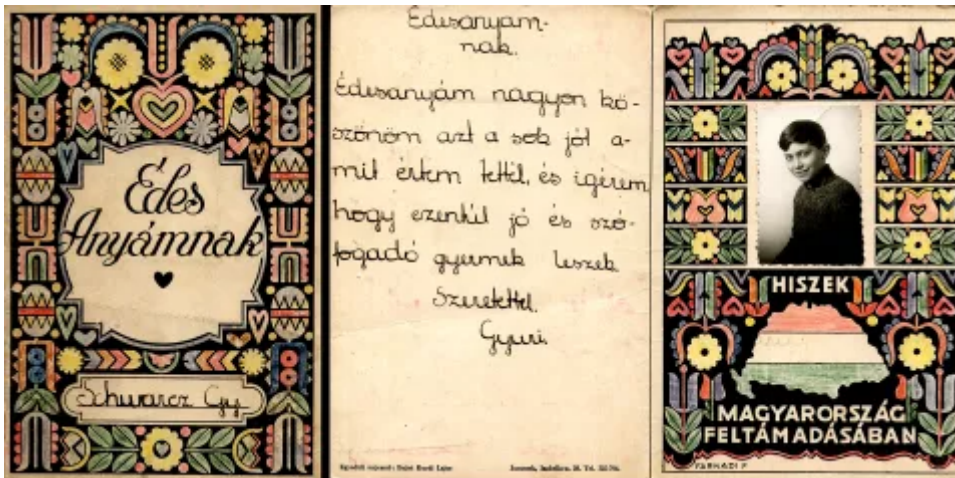 Édes
Anyámnak
Schwarcz Gy.
Édesanyám-
nak.
Édesanyám nagyon kö-
szönöm azt a sok jót a-
mit értem tettél, és igérem
hogy ezentúl jó és szó-
fogadó gyermek leszek
Szeretettel.
Gyuri.
HISZEK
MAGYARORSZÁG
FELTÁMADÁSÁBAN